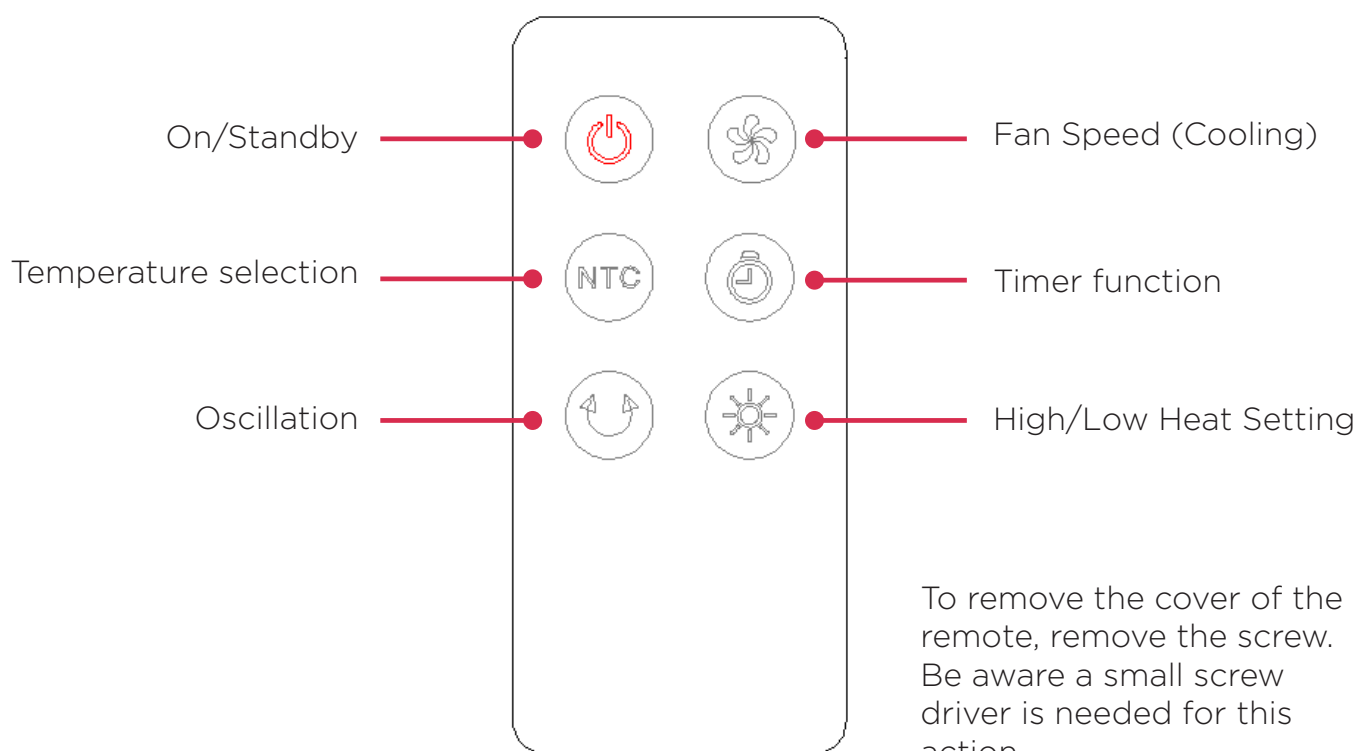 On/Standby
Fan Speed (Cooling)
Temperature selection
NTC
Timer function
Oscillation
High/Low Heat Setting
To remove the cover of the
remote, remove the screw.
Be aware a small screw
driver is needed for this
action